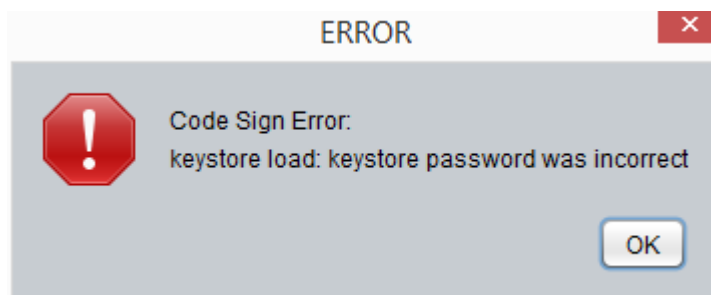 ERROR
Code Sign Error:
keystore load: keystore password was incorrect
OK